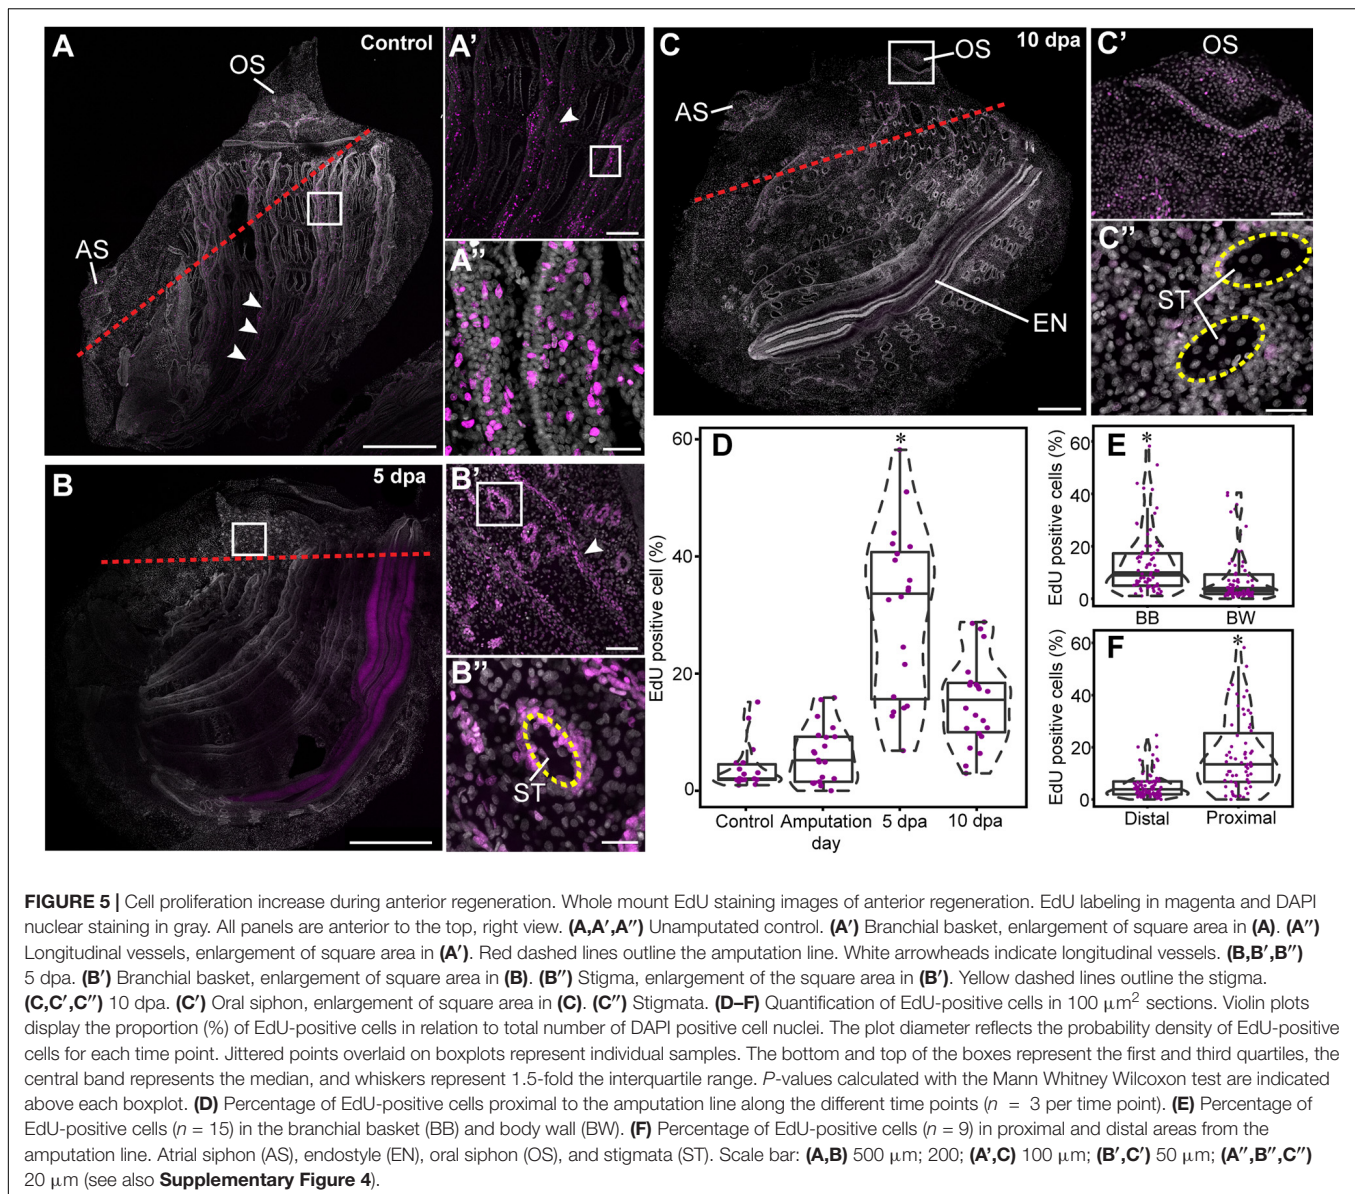 A
Control
OS
AS
A'
A"
C
10 dpa
OS
AS
EN
C'
OS
C"
ST
B
5 dpa
B'
B"
ST
D
*
EdU positive cell (%)
60
40
20
0
Control
Amputation day
5 dpa
10 dpa
E
*
EdU positive cells (%)
60
40
20
0
BB
BW
F
*
EdU positive cells (%)
60
40
20
0
Distal
Proximal
FIGURE 5 | Cell proliferation increase during anterior regeneration. Whole mount EdU staining images of anterior regeneration. EdU labeling in magenta and DAPI
nuclear staining in gray. All panels are anterior to the top, right view. (A,A′,A″) Unamputated control. (A′) Branchial basket, enlargement of square area in (A). (A″)
Longitudinal vessels, enlargement of square area in (A′). Red dashed lines outline the amputation line. White arrowheads indicate longitudinal vessels. (B,B′,B″)
5 dpa. (B′) Branchial basket, enlargement of square area in (B). (B″) Stigma, enlargement of the square area in (B′). Yellow dashed lines outline the stigma.
(C,C′,C″) 10 dpa. (C′) Oral siphon, enlargement of square area in (C). (C″) Stigmata. (D–F) Quantification of EdU-positive cells in 100 μm² sections. Violin plots
display the proportion (%) of EdU-positive cells in relation to total number of DAPI positive cell nuclei. The plot diameter reflects the probability density of EdU-positive
cells for each time point. Jittered points overlaid on boxplots represent individual samples. The bottom and top of the boxes represent the first and third quartiles, the
central band represents the median, and whiskers represent 1.5-fold the interquartile range. P-values calculated with the Mann Whitney Wilcoxon test are indicated
above each boxplot. (D) Percentage of EdU-positive cells proximal to the amputation line along the different time points (n = 3 per time point). (E) Percentage of
EdU-positive cells (n = 15) in the branchial basket (BB) and body wall (BW). (F) Percentage of EdU-positive cells (n = 9) in proximal and distal areas from the
amputation line. Atrial siphon (AS), endostyle (EN), oral siphon (OS), and stigmata (ST). Scale bar: (A,B) 500 μm; 200; (A′,C) 100 μm; (B′,C′) 50 μm; (A″,B″,C″)
20 μm (see also Supplementary Figure 4).